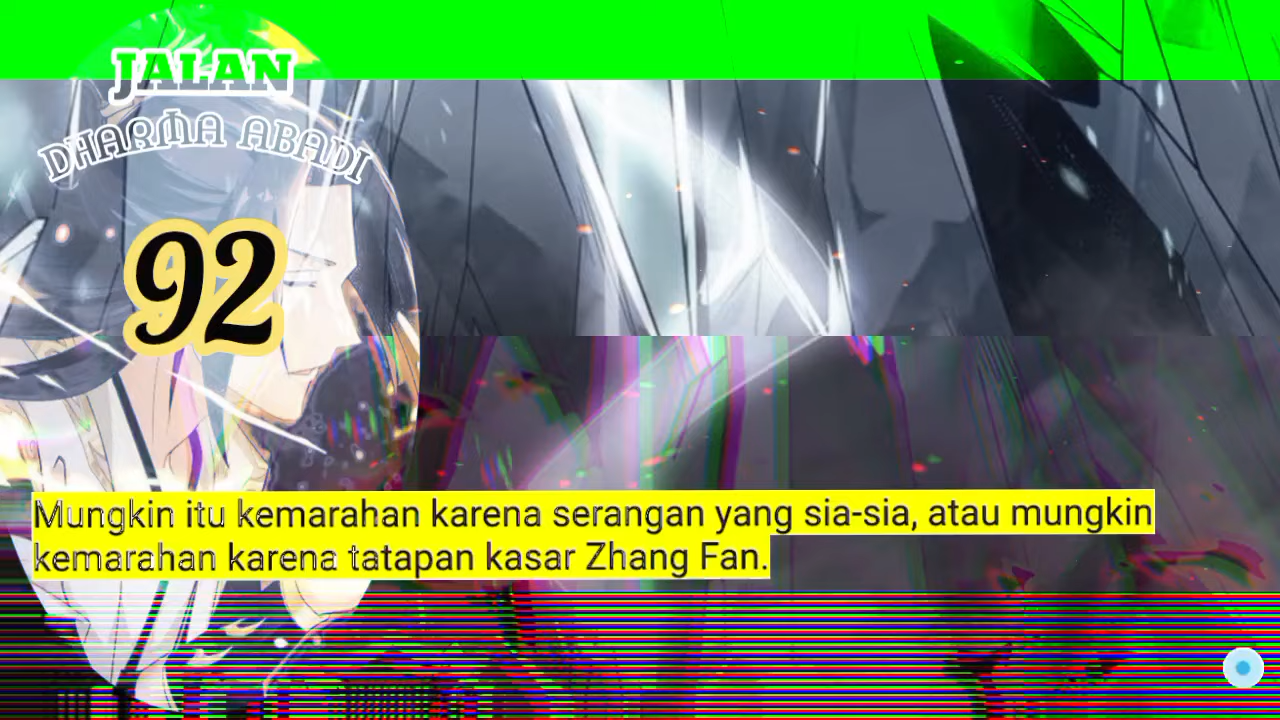 JALAN
DHARMA ABADI
92
Mungkin itu kemarahan karena serangan yang sia-sia, atau mungkin
kemarahan karena tatapan kasar Zhang Fan.